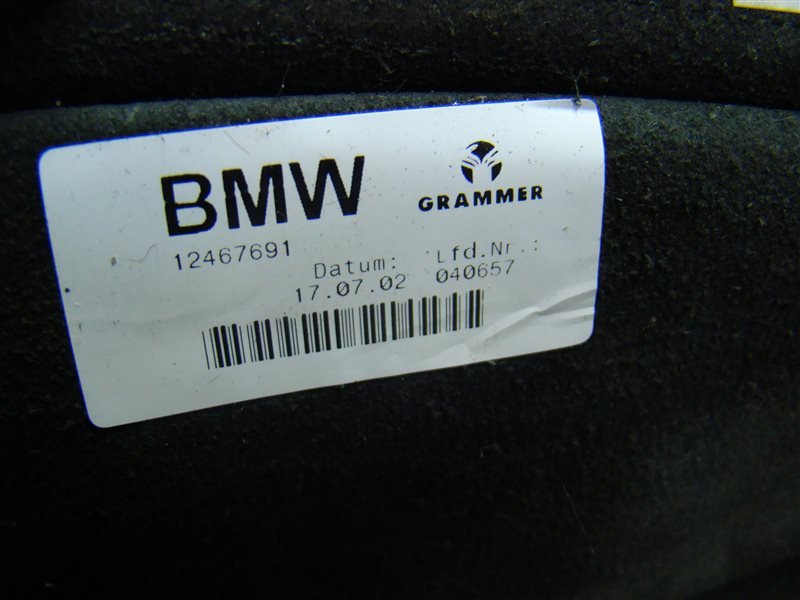 BMW
GRAMMER
12467691
Datum: Lfd.Nr.:
17.07.02 040657